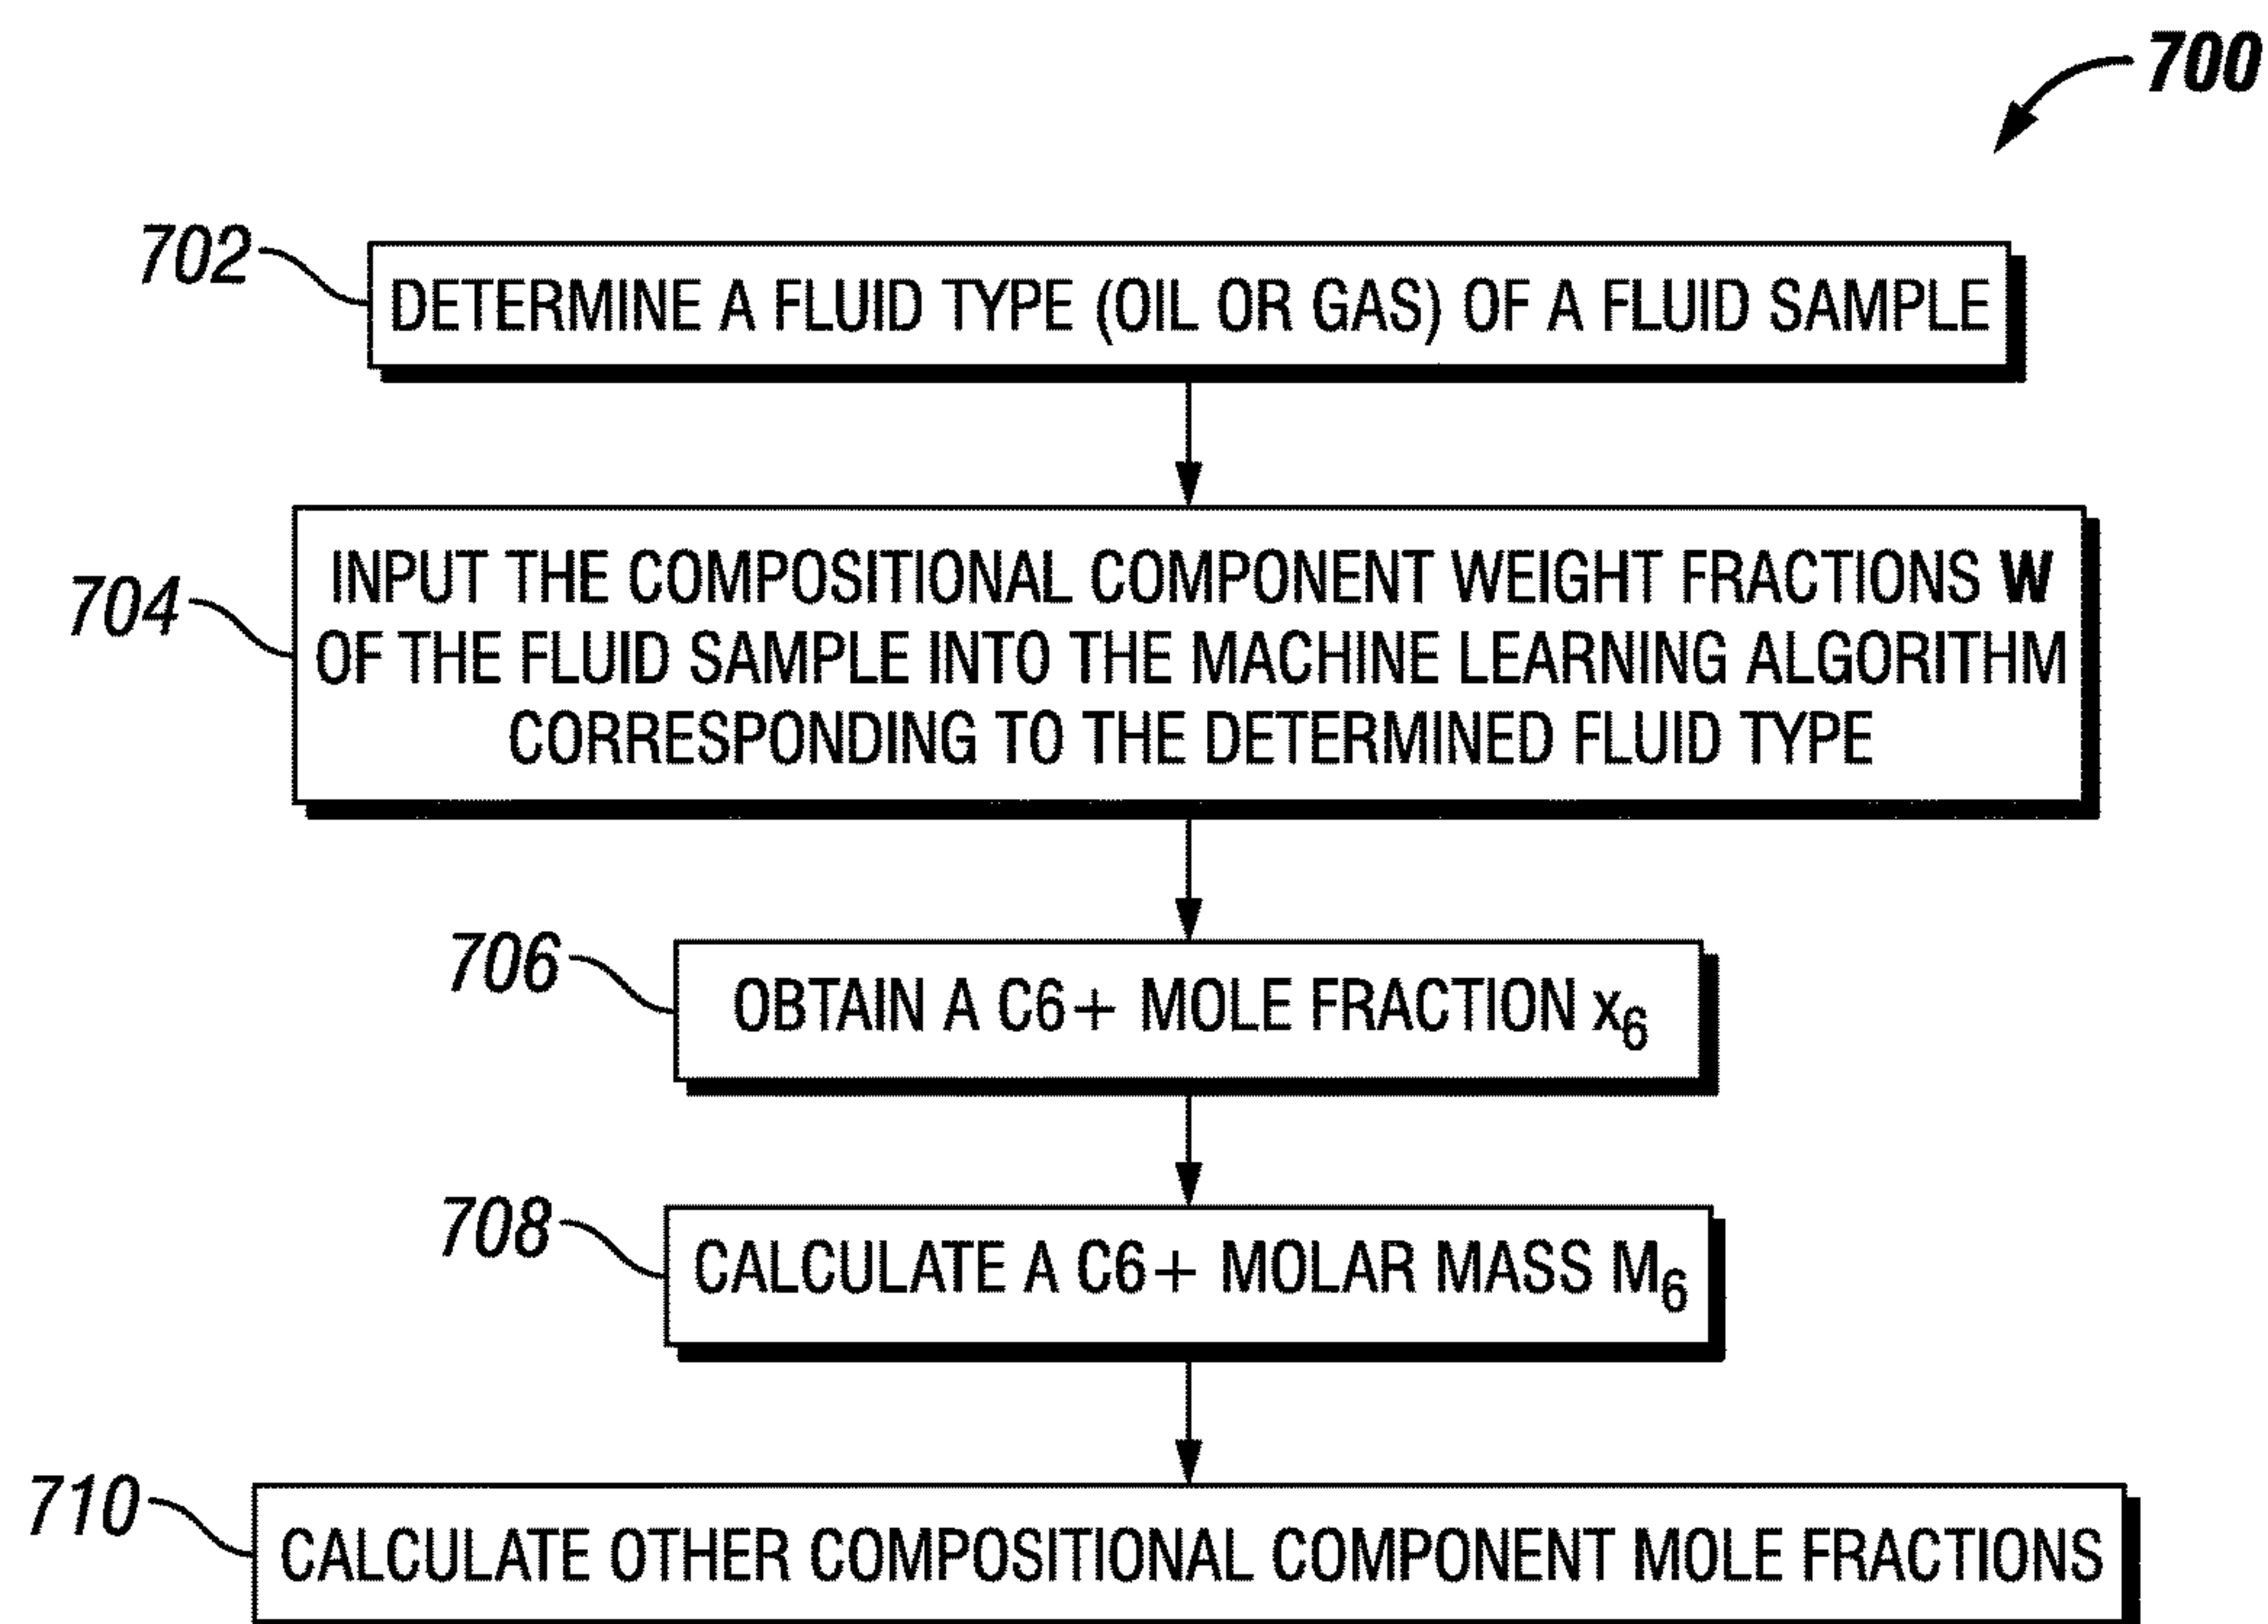 700
702
DETERMINE A FLUID TYPE (OIL OR GAS) OF A FLUID SAMPLE
704
INPUT THE COMPOSITIONAL COMPONENT WEIGHT FRACTIONS W
OF THE FLUID SAMPLE INTO THE MACHINE LEARNING ALGORITHM
CORRESPONDING TO THE DETERMINED FLUID TYPE
706
OBTAIN A C6+ MOLE FRACTION x₆
708
CALCULATE A C6+ MOLAR MASS M₆
710
CALCULATE OTHER COMPOSITIONAL COMPONENT MOLE FRACTIONS